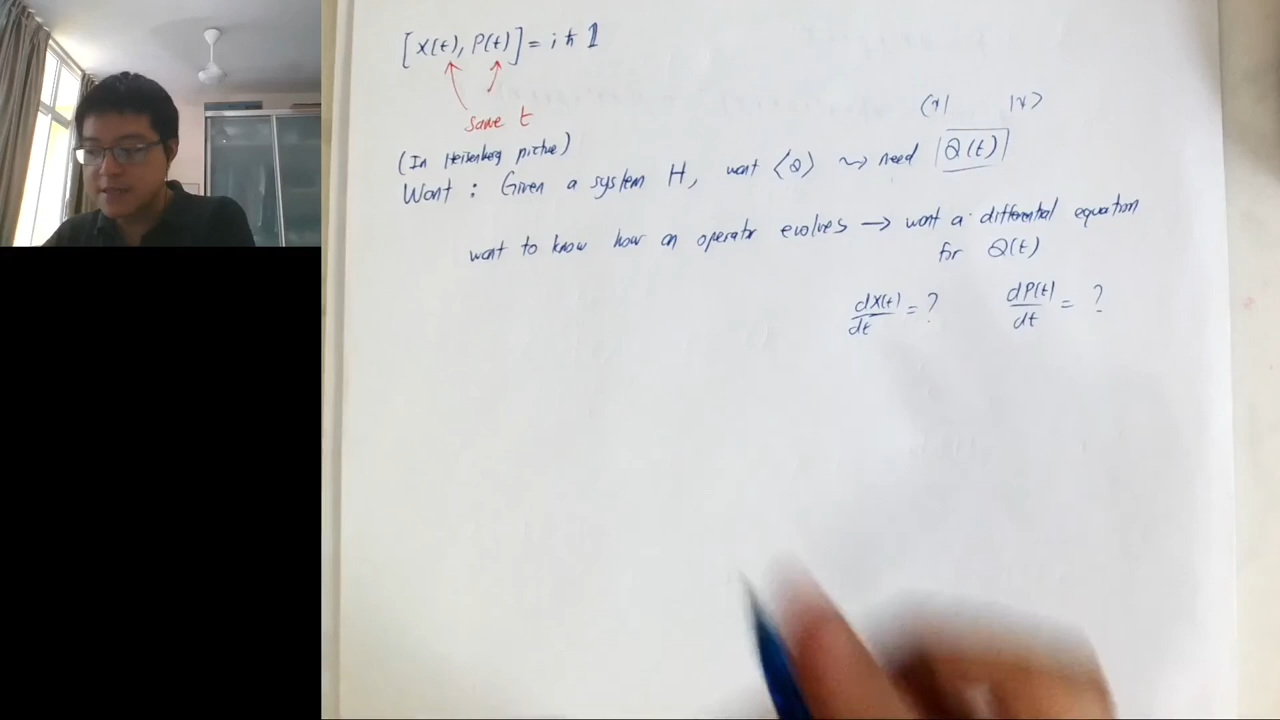 [X(t), P(t)] = iℏ 𝟙
same t
⟨ψ| |ψ⟩
(In Heisenberg picture)
Want : Given a system H, want ⟨Q⟩ ⇝ need Q(t)
want to know how an operator evolves → want a differential equation
for Q(t)
dX(t)/dt = ? dP(t)/dt = ?